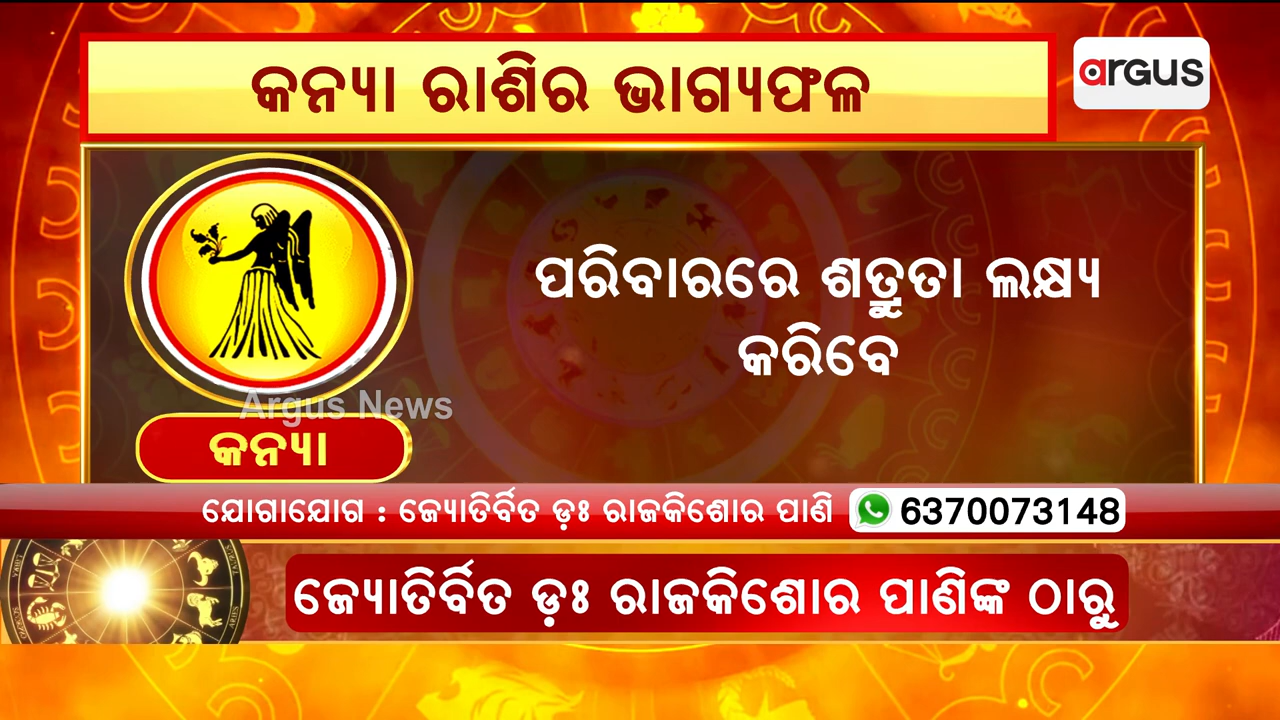 କନ୍ୟା ରାଶିର ଭାଗ୍ୟଫଳ
argus
ପରିବାରରେ ଶତ୍ରୁତା ଲକ୍ଷ୍ୟ
କରିବେ
Argus News
କନ୍ୟା
ଯୋଗାଯୋଗ : ଜ୍ୟୋତିର୍ବିତ ଡ଼ଃ ରାଜକିଶୋର ପାଣି 6370073148
ଜ୍ୟୋତିର୍ବିତ ଡ଼ଃ ରାଜକିଶୋର ପାଣିଙ୍କ ଠାରୁ